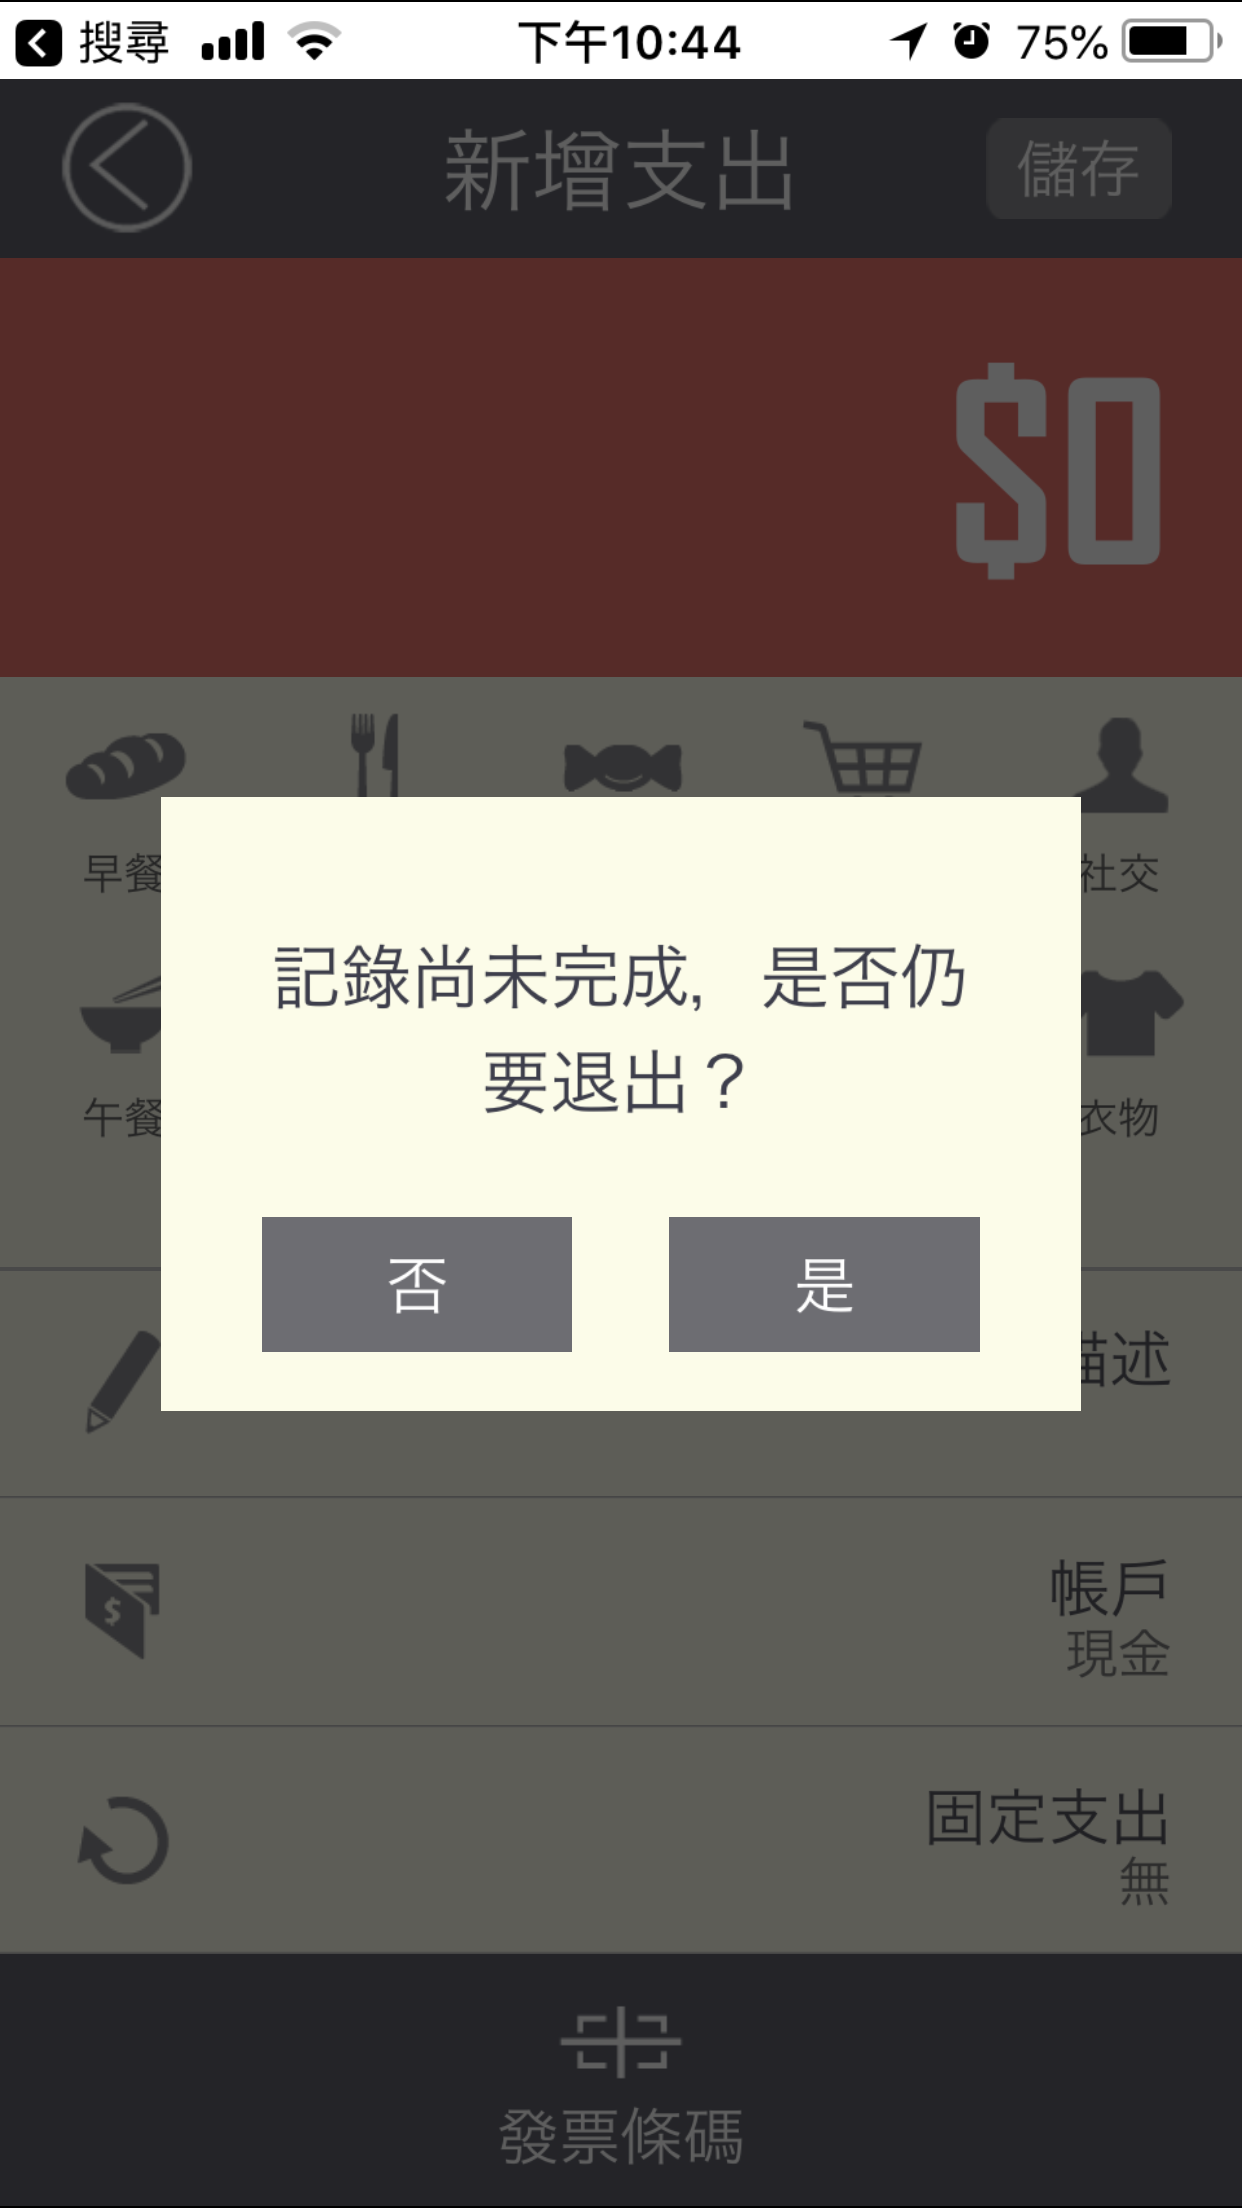 搜尋 下午10:44 75%
新增支出 儲存
$0
早餐 社交
記錄尚未完成, 是否仍
要退出？
午餐 衣物
否 是
描述
帳戶
現金
固定支出
無
發票條碼